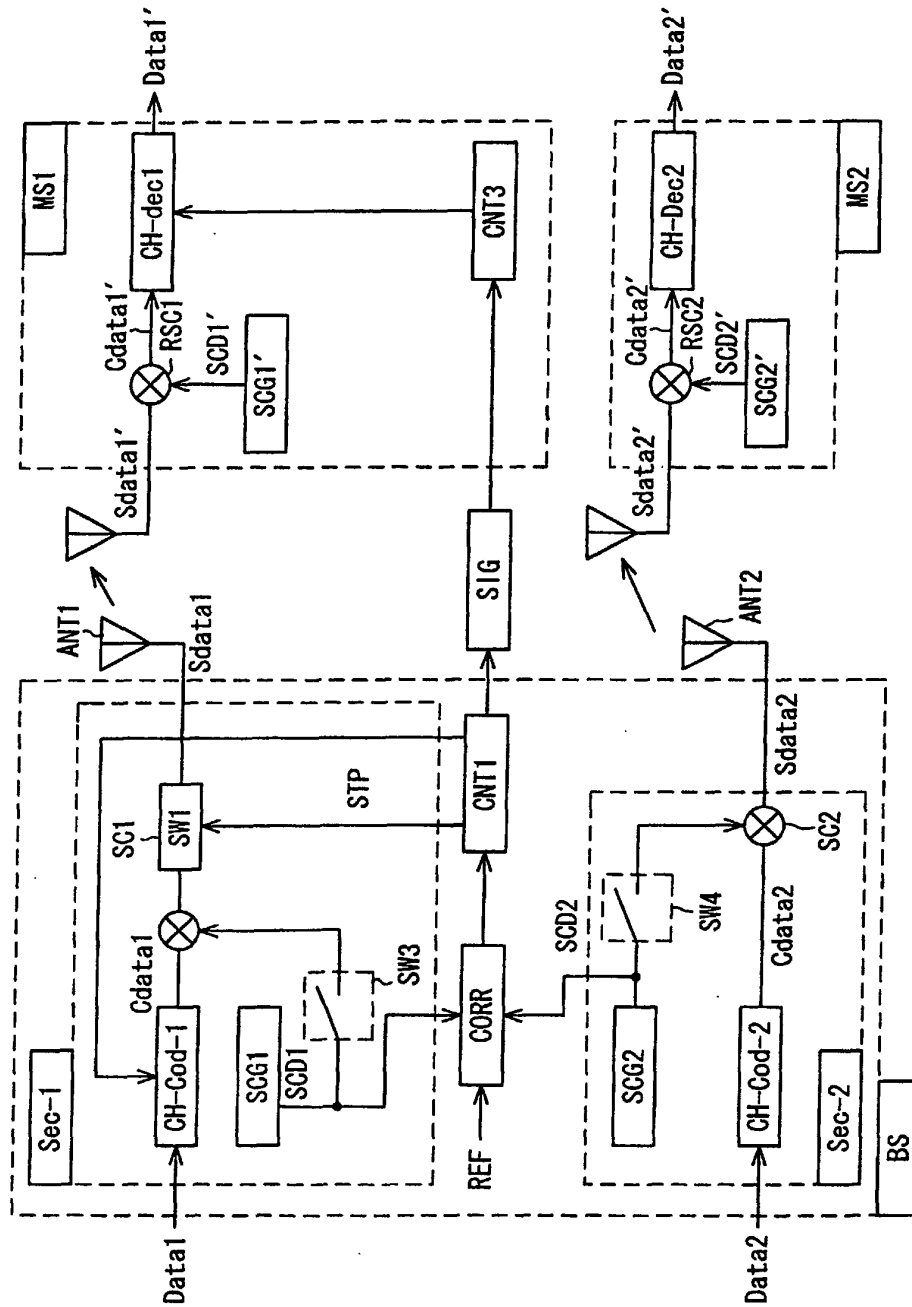 Data1
Sec-1
CH-Cod-1
Cdata1
SC1
SW1
Sdata1
ANT1
SCG1
SCD1
SW3
STP
REF
CORR
CNT1
SIG
SCD2
SCG2
SW4
CH-Cod-2
Cdata2
SC2
Sdata2
ANT2
Sec-2
Data2
BS
MS1
Sdata1'
Cdata1'
RSC1
SCD1'
SCG1'
CH-dec1
Data1'
CNT3
Sdata2'
Cdata2'
RSC2
SCD2'
SCG2'
CH-Dec2
Data2'
MS2